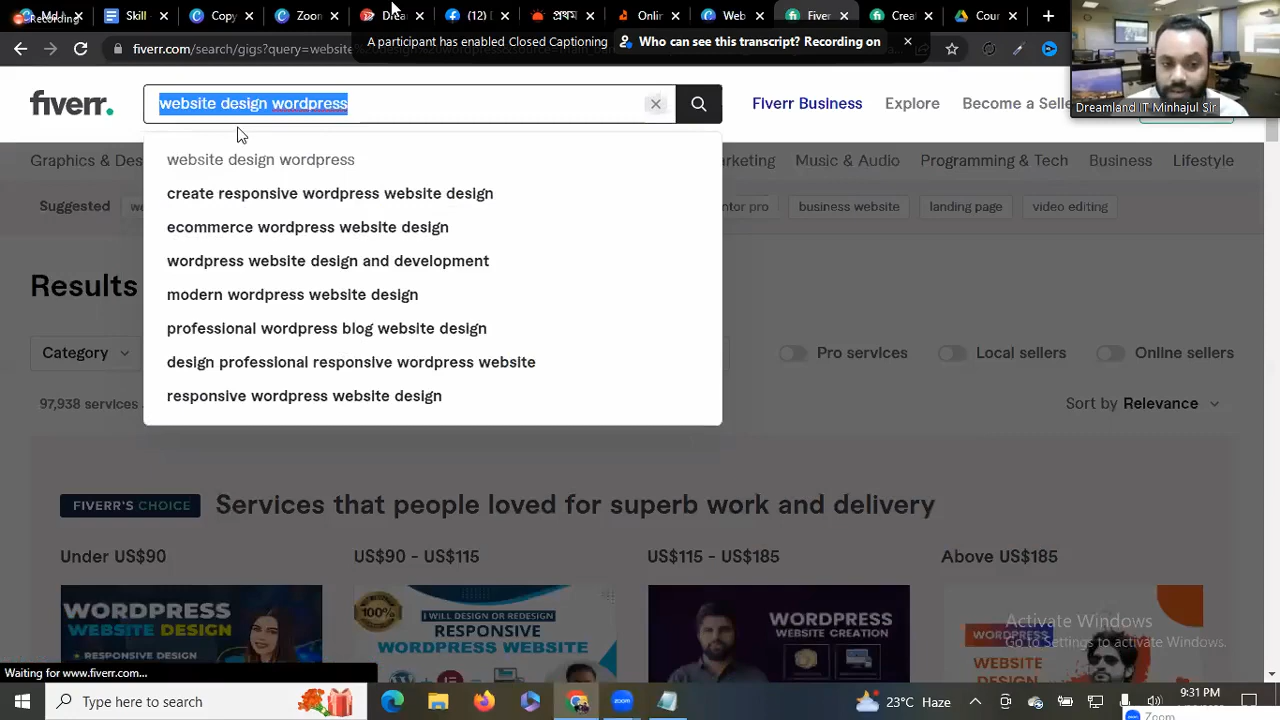 Recording
Skill
Copy
Zoo
(12)
Onlir
Web
Fiver
Crea
Cour
fiverr.com/search/gigs?query=website
A participant has enabled Closed Captioning
Who can see this transcript? Recording on
Dreamland IT Minhajul Sir
fiverr.
website design wordpress
Fiverr Business
Explore
Become a Selle
website design wordpress
create responsive wordpress website design
ecommerce wordpress website design
wordpress website design and development
modern wordpress website design
professional wordpress blog website design
design professional responsive wordpress website
responsive wordpress website design
Graphics & Des
arketing
Music & Audio
Programming & Tech
Business
Lifestyle
Suggested
we
ntor pro
business website
landing page
video editing
Results
Category
Pro services
Local sellers
Online sellers
97,938 services
Sort by Relevance
FIVERR'S CHOICE
Services that people loved for superb work and delivery
Under US$90
US$90 - US$115
US$115 - US$185
Above US$185
WORDPRESS
WEBSITE DESIGN
RESPONSIVE DESIGN
100%
I WILL DESIGN OR REDESIGN
RESPONSIVE
WORDPRESS WEBSITE
WORDPRESS
WEBSITE CREATION
WORDPRESS
WEBSITE
DESIGN
Activate Windows
Go to Settings to activate Windows.
Waiting for www.fiverr.com...
Type here to search
zoom
23°C Haze
9:31 PM
Zoom